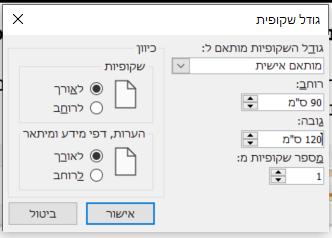 גודל שקופית
גודל השקופיות מותאם ל:
מותאם אישית
רוחב:
90 ס"מ
גובה:
120 ס"מ
מספר שקופיות מ:
1
כיוון
שקופיות
לאורך
לרוחב
הערות, דפי מידע ומיתאר
לאורך
לרוחב
אישור
ביטול